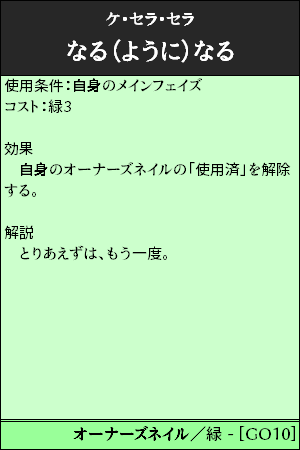 ケ・セラ・セラ
なる（ように）なる
使用条件：自身のメインフェイズ
コスト：緑3
効果
　自身のオーナーズネイルの「使用済」を解除
する。
解説
　とりあえずは、もう一度。
オーナーズネイル／緑 - [GO10]